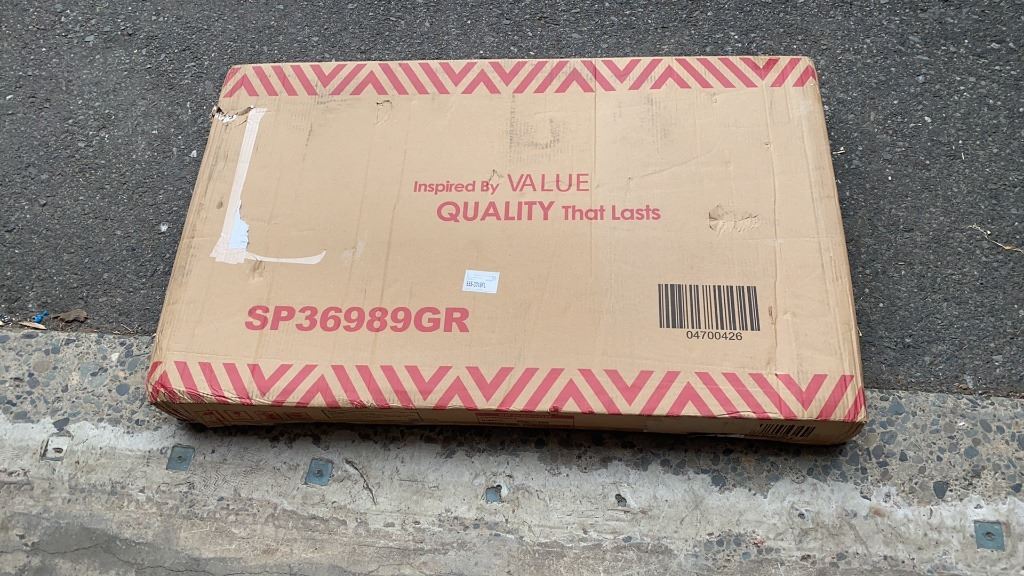 Inspired By VALUE
QUALITY That Lasts
SP36989GR
04700426